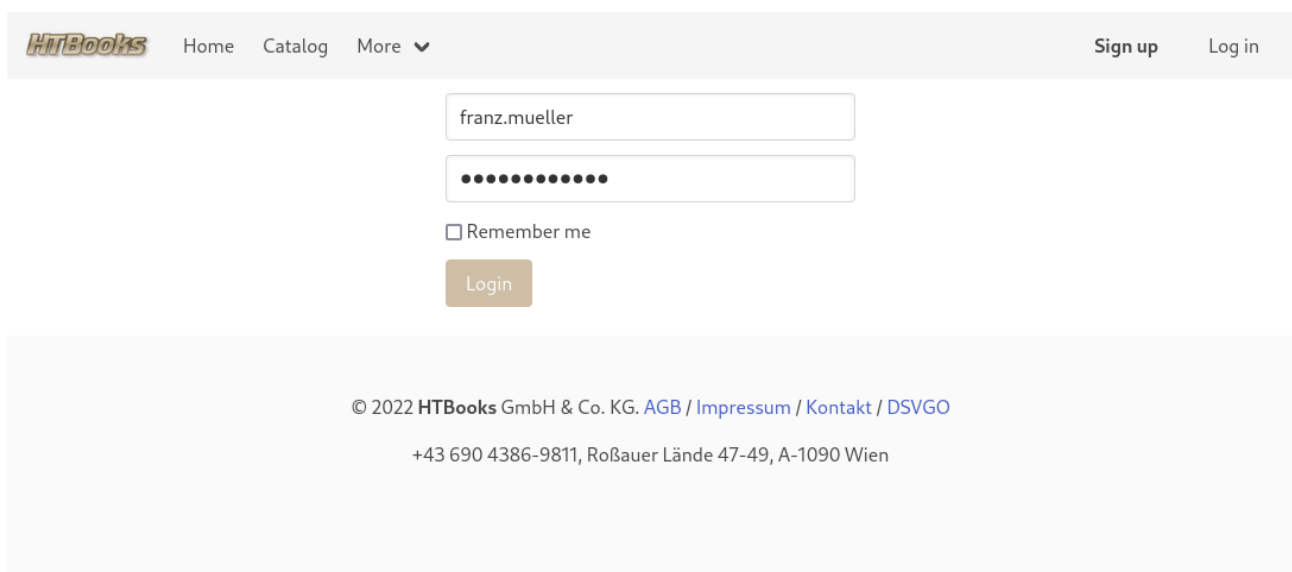 HTBooks Home Catalog More Sign up Log in
franz.mueller
••••••••••••
Remember me
Login
© 2022 HTBooks GmbH & Co. KG. AGB / Impressum / Kontakt / DSVGO
+43 690 4386-9811, Roßauer Lände 47-49, A-1090 Wien